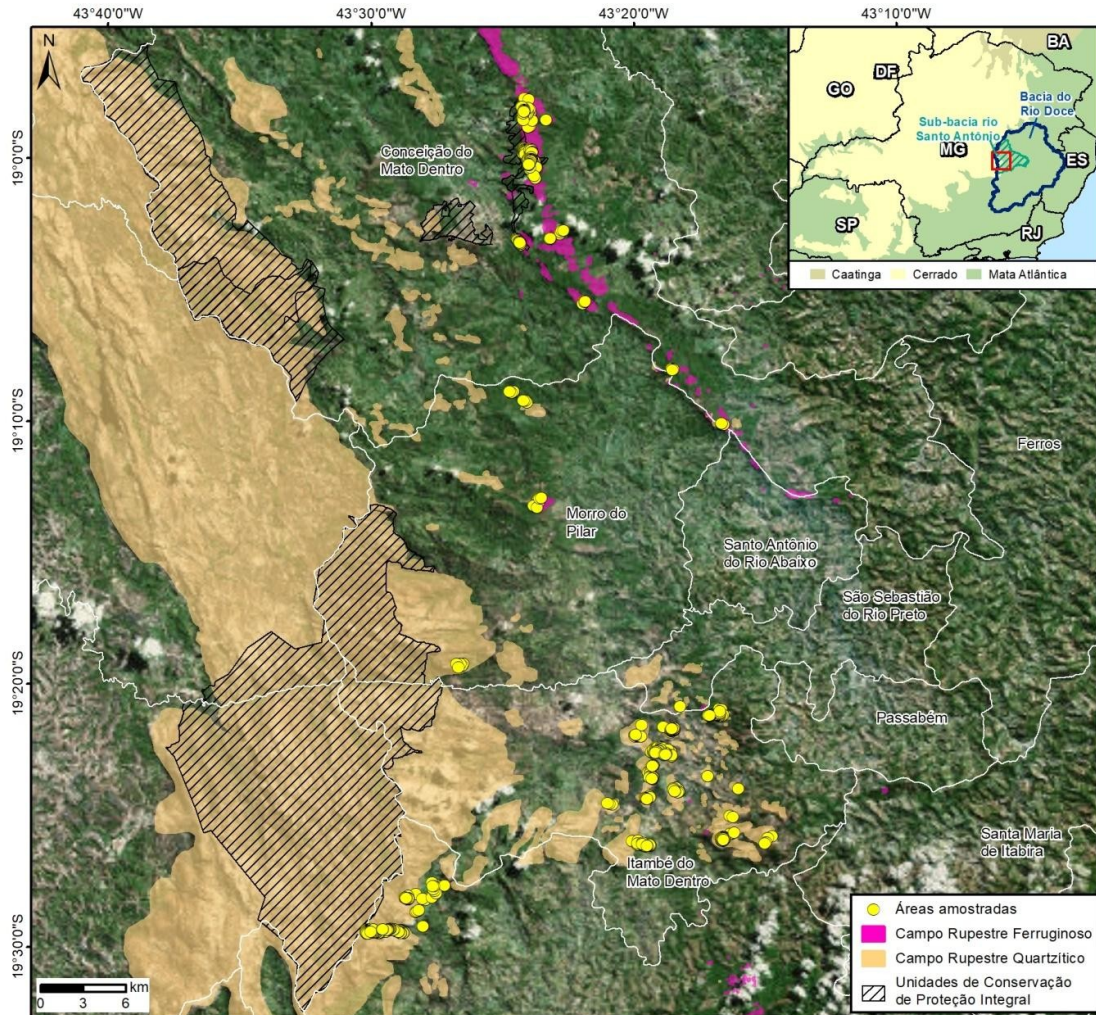 43°40'0"W
43°30'0"W
43°20'0"W
43°10'0"W
N
19°0'0"S
19°10'0"S
19°20'0"S
19°30'0"S
BA
DF
GO
Bacia do
Rio Doce
Sub-bacia rio
Santo Antônio
MG
ES
SP
RJ
Caatinga
Cerrado
Mata Atlântica
Conceição do
Mato Dentro
Ferros
Morro do
Pilar
Santo Antônio
do Rio Abaixo
São Sebastião
do Rio Preto
Passabém
Santa Maria
de Itabira
Itambé do
Mato Dentro
Áreas amostradas
Campo Rupestre Ferruginoso
Campo Rupestre Quartzítico
Unidades de Conservação
de Proteção Integral
km
0 3 6